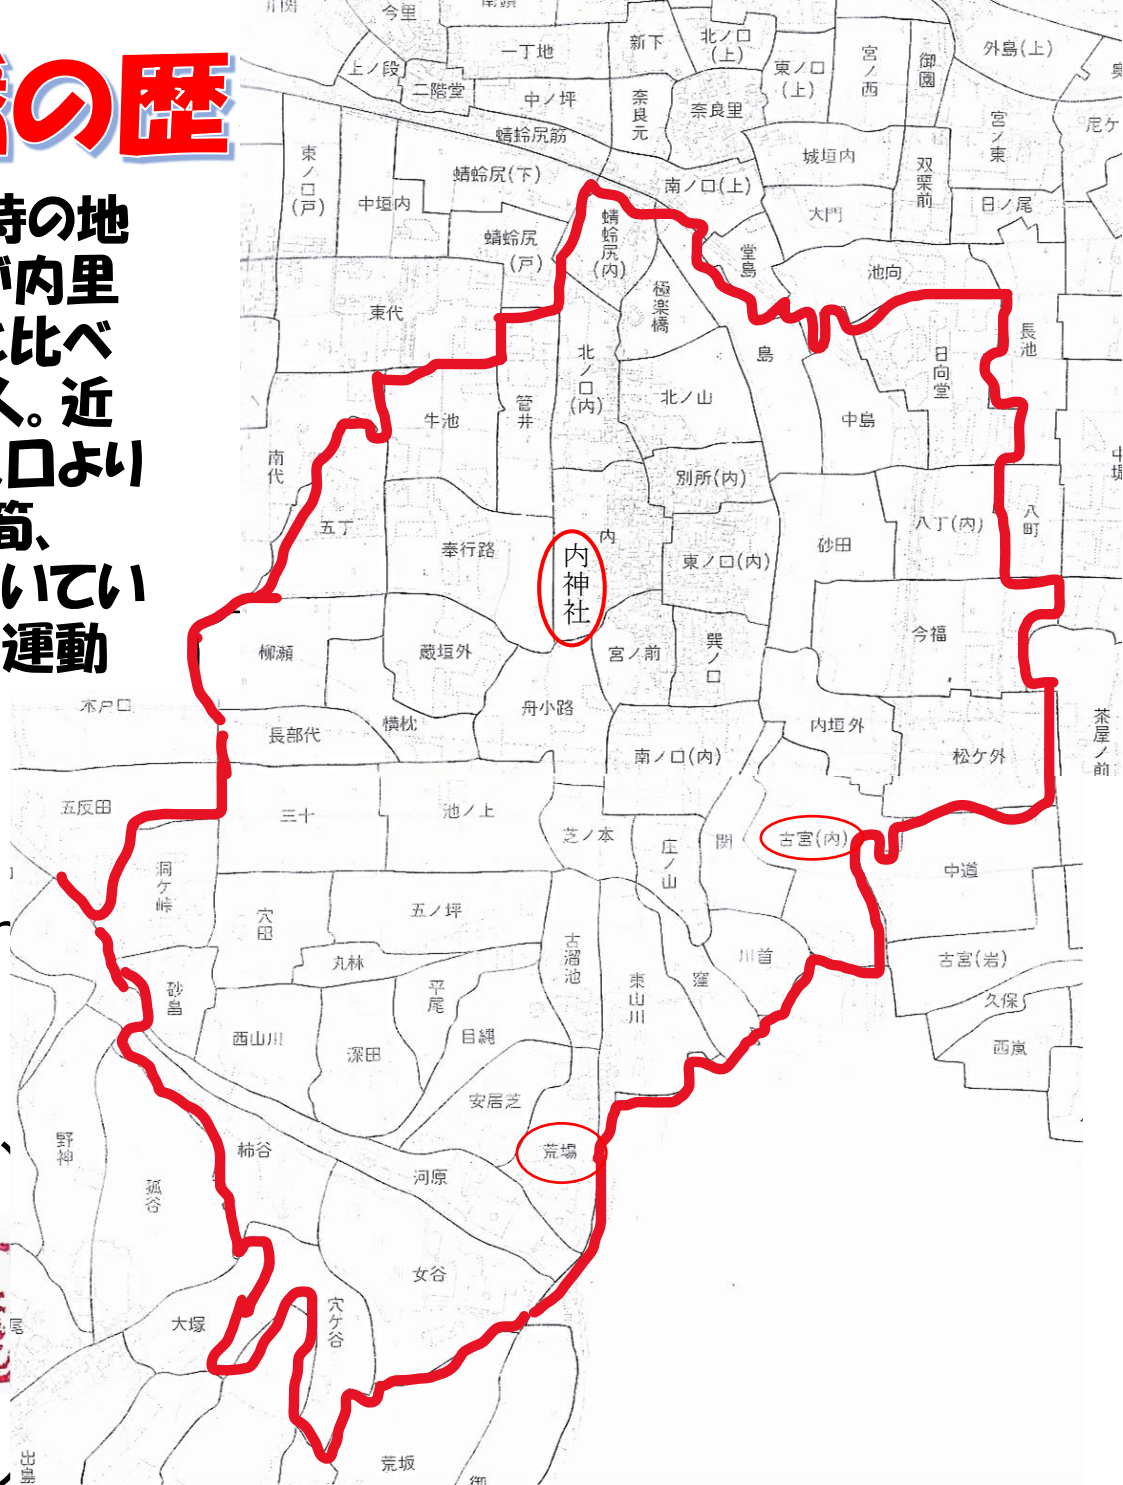 の歴
時の地
が内里
と比べ
人。近
口より
筍、
いてい
運動
今里
一丁地
新下
北ノ口(上)
外島(上)
上ノ段
二階堂
東ノ口(上)
宮ノ西
御園
中ノ坪
奈良元
奈良里
宮ノ東
蜻蛉尻筋
城垣内
双栗前
東ノ口(戸)
中垣内
蜻蛉尻(下)
南ノ口(上)
大門
日ノ尾
蜻蛉尻(戸)
蜻蛉尻(内)
堂島
池向
東代
極楽橋
島
長池
北ノ口(内)
日向堂
牛池
管井
北ノ山
中島
南代
別所(内)
五丁
奉行路
内
内神社
東ノ口(内)
砂田
八丁(内)
八町
柳瀬
蔵垣外
宮ノ前
巽ノ口
今福
木戸口
長部代
横枕
舟小路
南ノ口(内)
内垣外
松ケ外
茶屋ノ前
五反田
三十
池ノ上
芝ノ本
庄ノ山
関
古宮(内)
中道
洞ケ峠
穴田
五ノ坪
丸林
古溜池
川首
古宮(岩)
砂畠
平尾
東山川
窪
久保
西山川
深田
目縄
西嵐
安居芝
野神
柿谷
荒場
狐谷
河原
女谷
大塚
穴ケ谷
尾
出島
荒坂